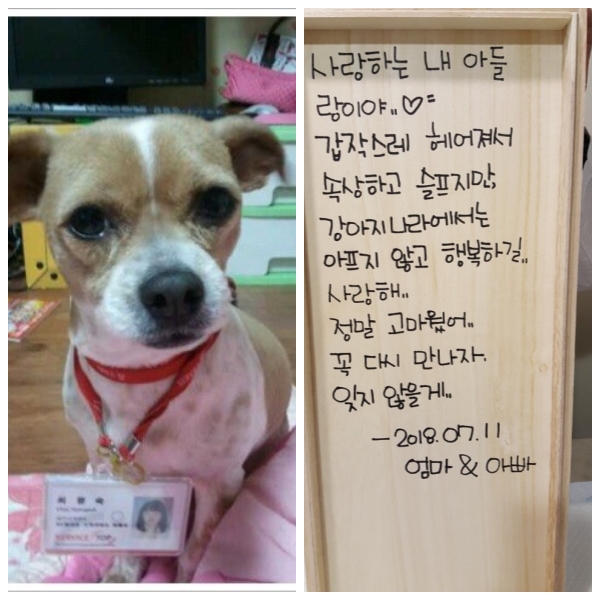 사랑하는 내 아들
랑이야.. ♡=
갑작스레 헤어져서
속상하고 슬프지만,
강아지나라에서는
아프지 않고 행복하길..
사랑해..
정말 고마웠어..
꼭 다시 만나자.
잊지 않을게..
- 2018.07.11
엄마 & 아빠